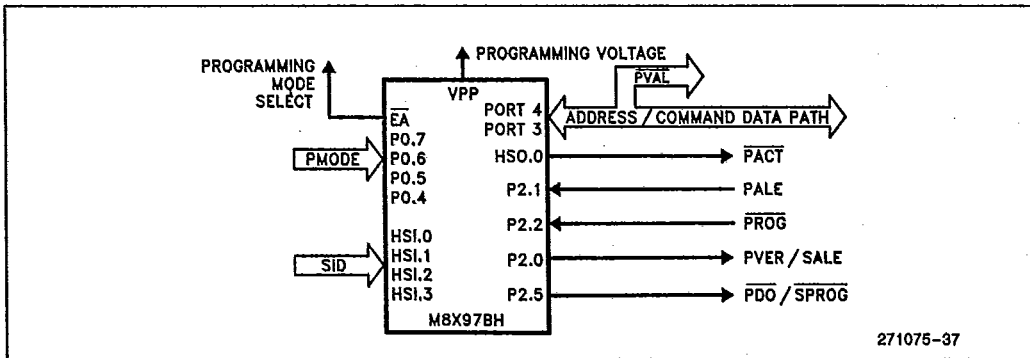 PROGRAMMING VOLTAGE
PROGRAMMING
MODE
SELECT
VPP
PVAL
EA
PORT 4
PORT 3
ADDRESS / COMMAND DATA PATH
P0.7
P0.6
P0.5
P0.4
PMODE
HS0.0
PACT
P2.1
PALE
P2.2
PROG
HSI.0
HSI.1
HSI.2
HSI.3
SID
P2.0
PVER / SALE
P2.5
PDO / SPROG
M8X97BH
271075-37